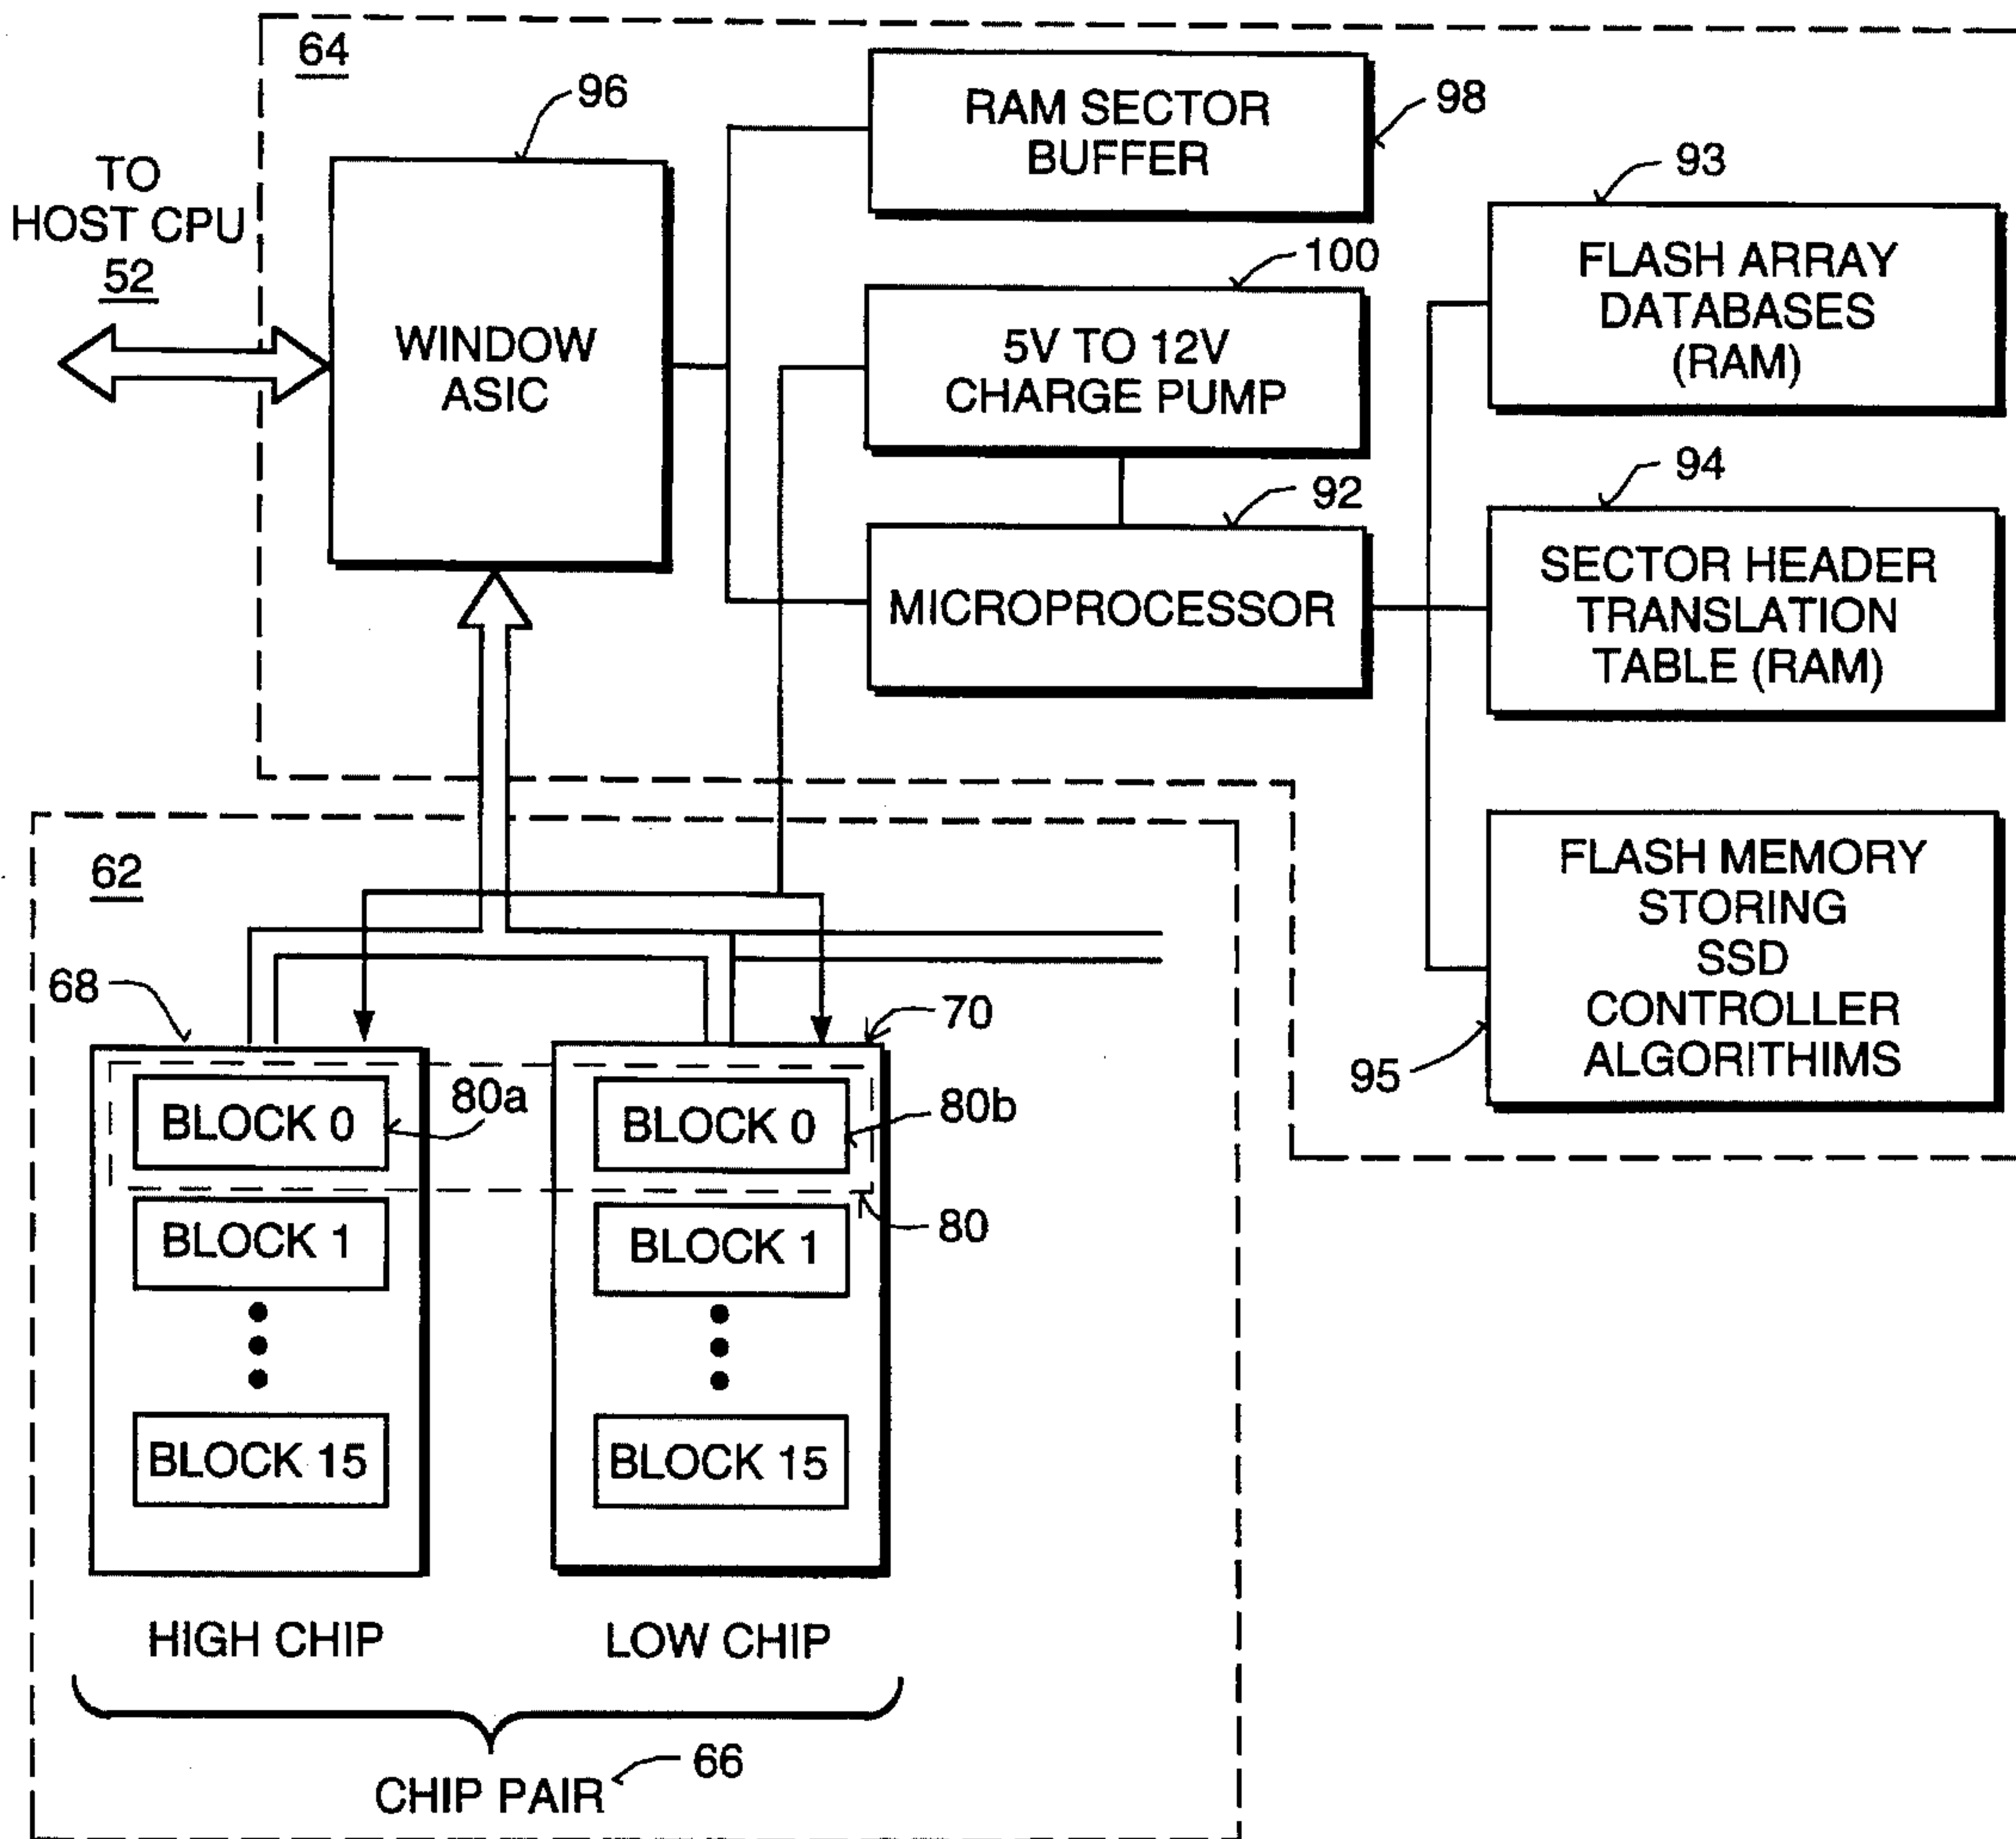 64
96
TO
HOST CPU
52
WINDOW
ASIC
RAM SECTOR
BUFFER
98
100
5V TO 12V
CHARGE PUMP
92
MICROPROCESSOR
93
FLASH ARRAY
DATABASES
(RAM)
94
SECTOR HEADER
TRANSLATION
TABLE (RAM)
FLASH MEMORY
STORING
SSD
CONTROLLER
ALGORITHIMS
95
62
68
70
BLOCK 0
80a
BLOCK 0
80b
80
BLOCK 1
BLOCK 1
BLOCK 15
BLOCK 15
HIGH CHIP
LOW CHIP
CHIP PAIR
66